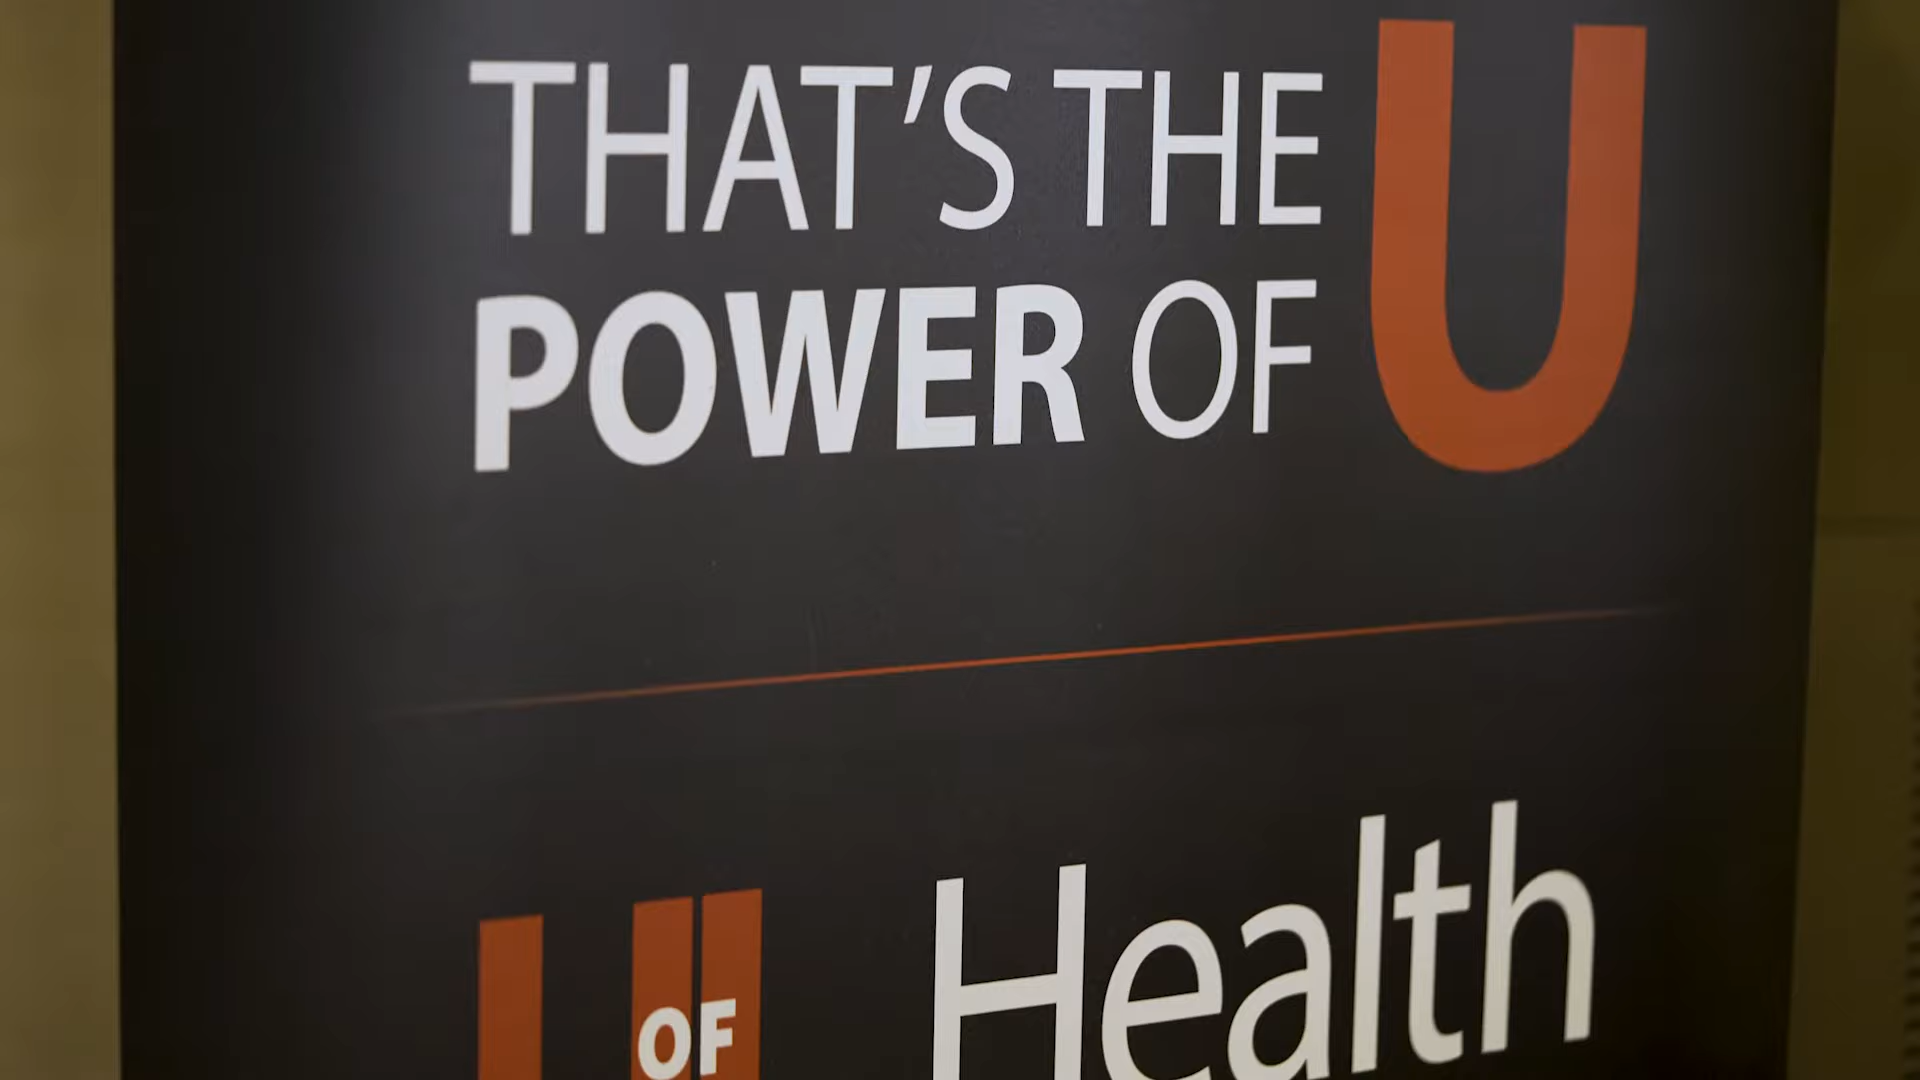 THAT'S THE U
POWER OF
U OF
Health